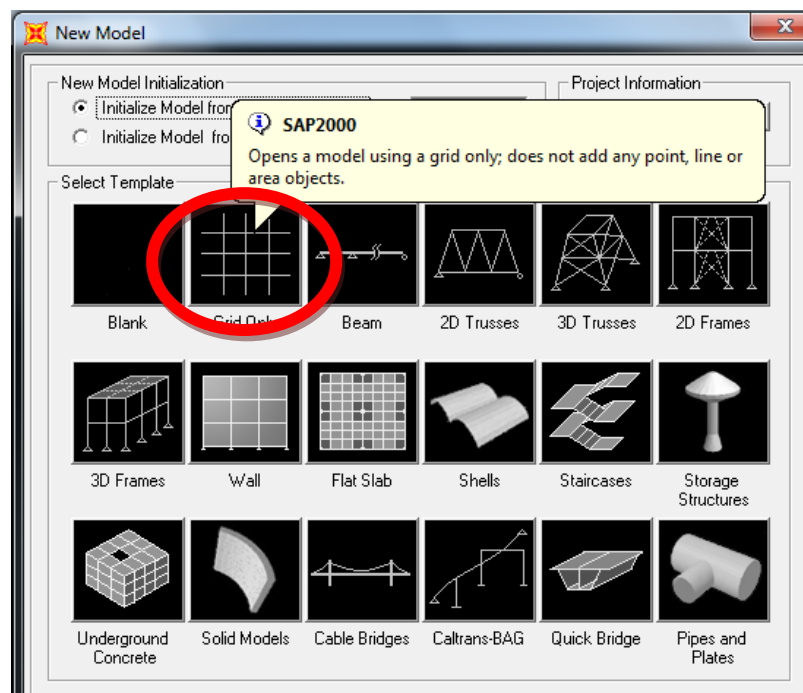 New Model
New Model Initialization
Project Information
Initialize Model from
Initialize Model fro
SAP2000
Opens a model using a grid only; does not add any point, line or
area objects.
Select Template
Blank
Grid Only
Beam
2D Trusses
3D Trusses
2D Frames
3D Frames
Wall
Flat Slab
Shells
Staircases
Storage
Structures
Underground
Concrete
Solid Models
Cable Bridges
Caltrans-BAG
Quick Bridge
Pipes and
Plates